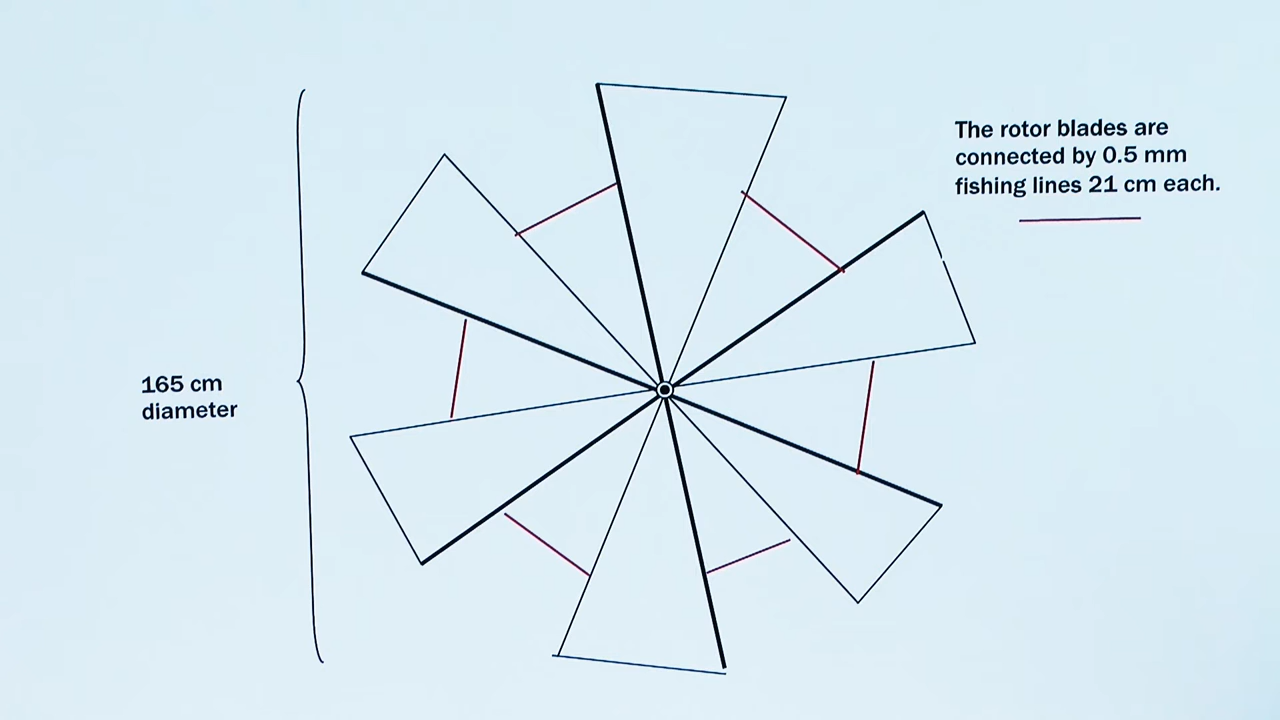 The rotor blades are
connected by 0.5 mm
fishing lines 21 cm each.
165 cm
diameter